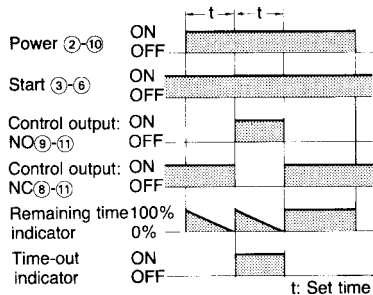 t t
Power ②-⑩ ON
OFF
Start ③-⑥ ON
OFF
Control output: ON
NO⑨-⑪ OFF
Control output: ON
NC⑧-⑪ OFF
Remaining time 100%
indicator 0%
Time-out ON
indicator OFF
t: Set time